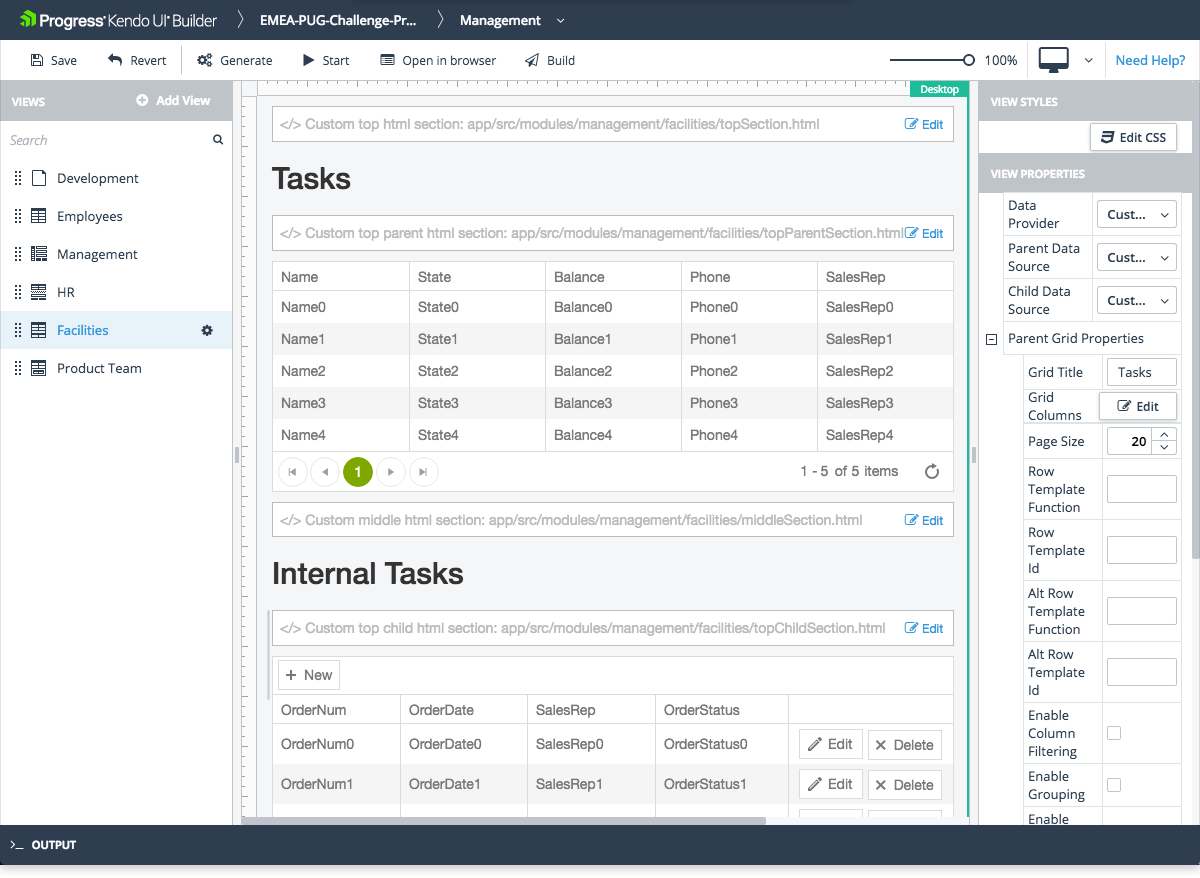 Progress Kendo UI Builder EMEA-PUG-Challenge-Pr... Management
Save Revert Generate Start Open in browser Build 100% Need Help?
VIEWS Add View
Search
Development
Employees
Management
HR
Facilities
Product Team
Desktop
</> Custom top html section: app/src/modules/management/facilities/topSection.html Edit
Tasks
</> Custom top parent html section: app/src/modules/management/facilities/topParentSection.html Edit
Name State Balance Phone SalesRep
Name0 State0 Balance0 Phone0 SalesRep0
Name1 State1 Balance1 Phone1 SalesRep1
Name2 State2 Balance2 Phone2 SalesRep2
Name3 State3 Balance3 Phone3 SalesRep3
Name4 State4 Balance4 Phone4 SalesRep4
1 1 - 5 of 5 items
</> Custom middle html section: app/src/modules/management/facilities/middleSection.html Edit
Internal Tasks
</> Custom top child html section: app/src/modules/management/facilities/topChildSection.html Edit
+ New
OrderNum OrderDate SalesRep OrderStatus
OrderNum0 OrderDate0 SalesRep0 OrderStatus0 Edit Delete
OrderNum1 OrderDate1 SalesRep1 OrderStatus1 Edit Delete
VIEW STYLES
Edit CSS
VIEW PROPERTIES
Data
Provider
Cust...
Parent Data
Source
Cust...
Child Data
Source
Cust...
Parent Grid Properties
Grid Title Tasks
Grid
Columns
Edit
Page Size 20
Row
Template
Function
Row
Template
Id
Alt Row
Template
Function
Alt Row
Template
Id
Enable
Column
Filtering
Enable
Grouping
Enable
>_ OUTPUT